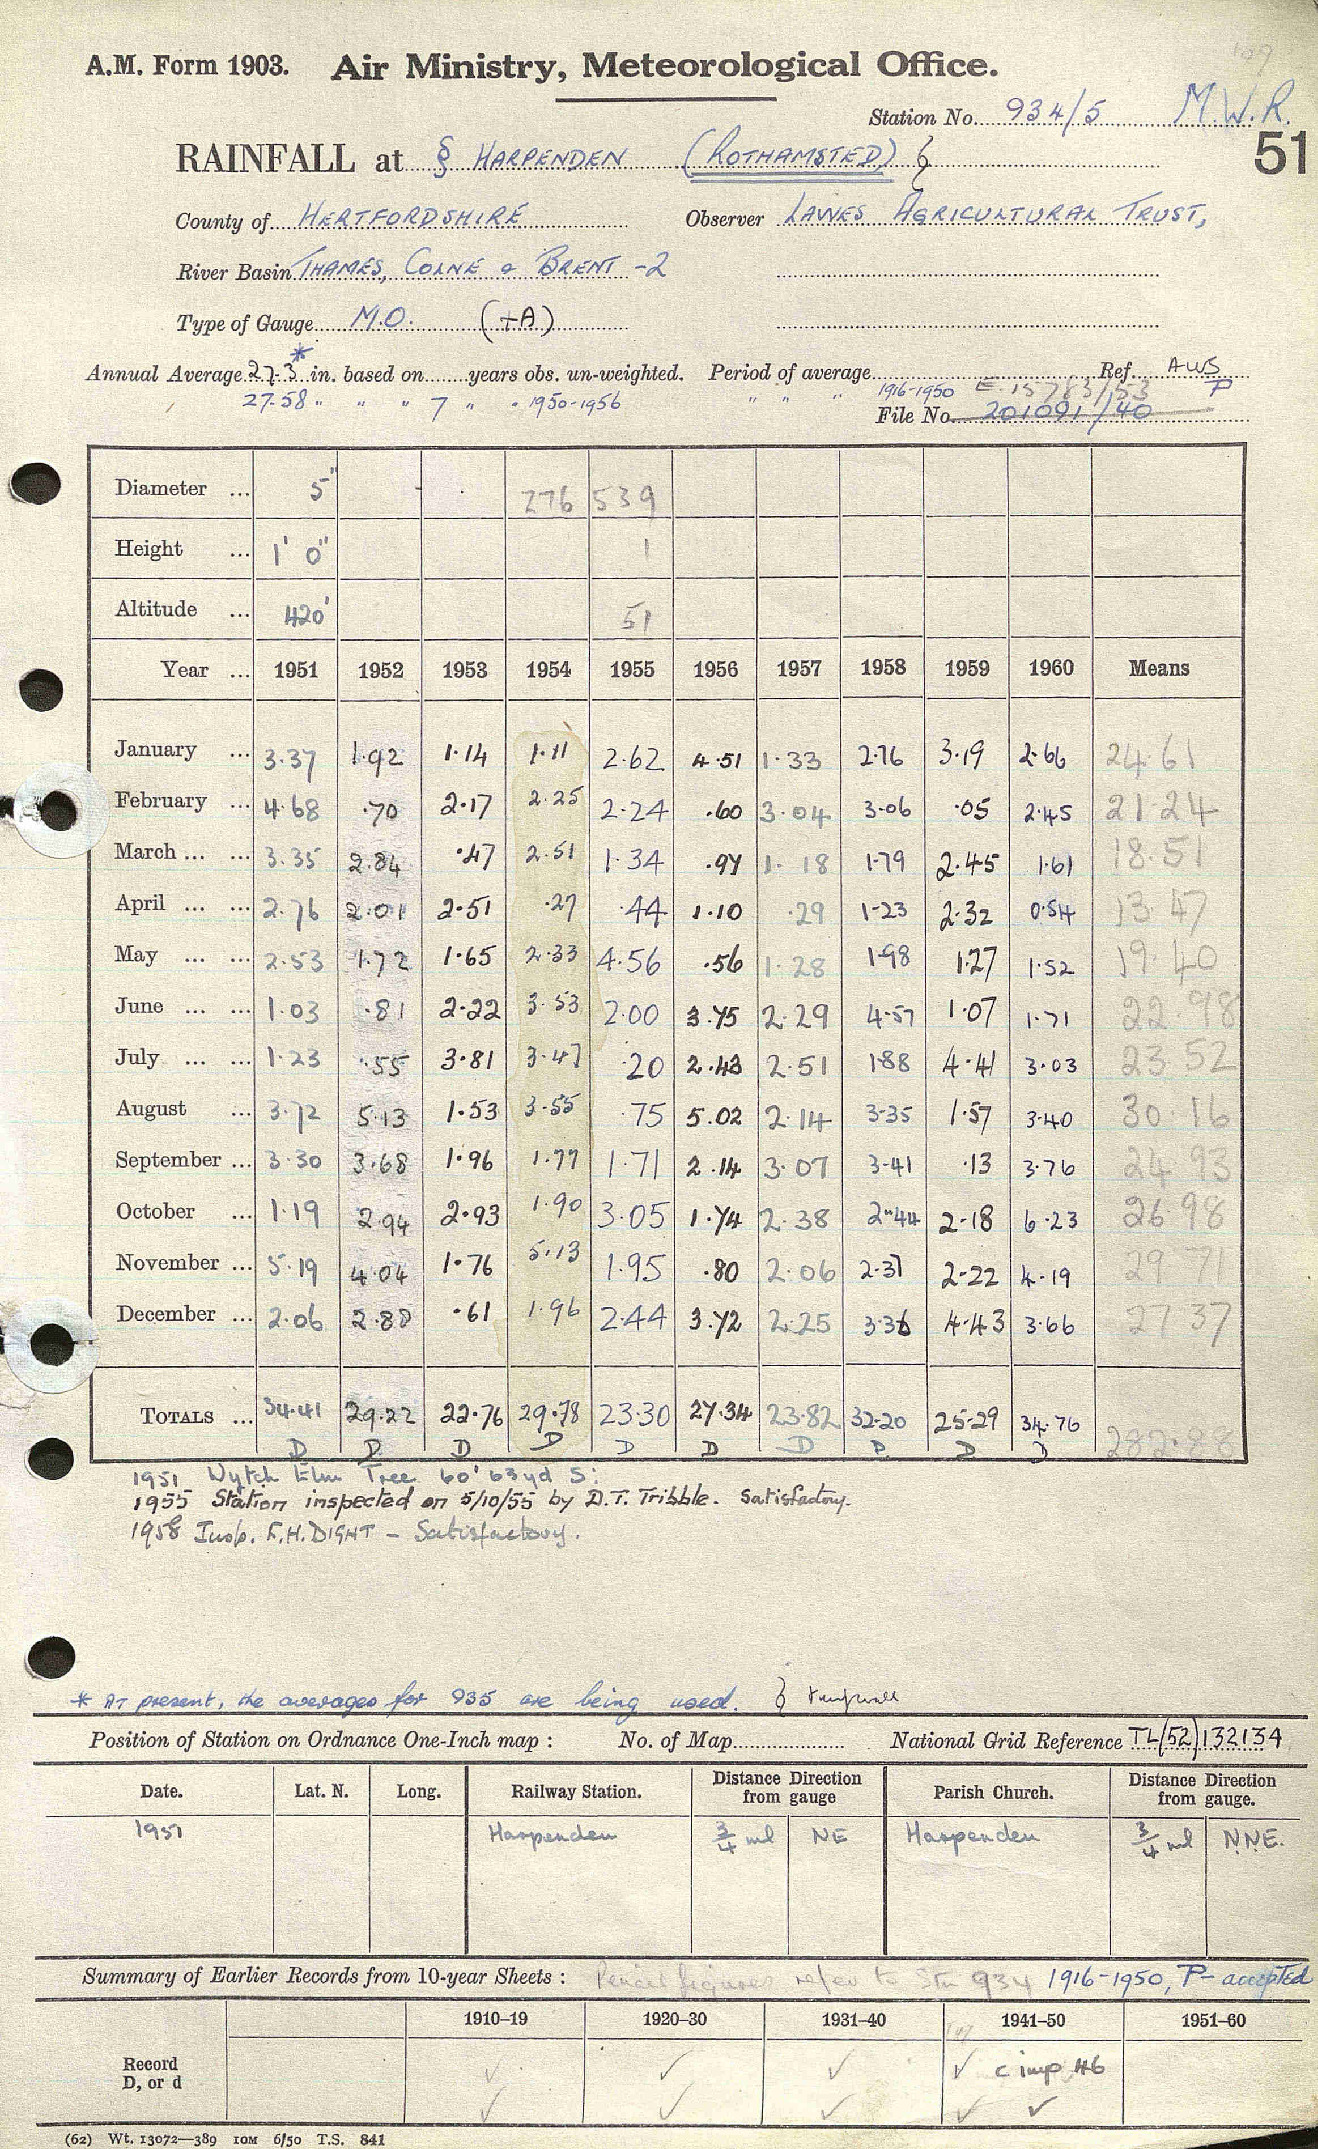 A.M. Form 1903. Air Ministry, Meteorological Office.
Station No. 934/5 M.W.R.
51
RAINFALL at § HARPENDEN (ROTHAMSTED)
County of HERTFORDSHIRE Observer LAWES AGRICULTURAL TRUST,
River Basin THAMES, COLNE & BRENT -2
Type of Gauge M.O. (+A)
Annual Average 27.3* in. based on years obs. un-weighted. Period of average Ref. AWS
27.58 " " " 7 " " 1950-1956 " " " 1916-1950 E.15783/53 P
File No. 201091/40
Diameter ... 5" 276 539
Height ... 1' 0" 1
Altitude ... 420' 51
Year ... 1951 1952 1953 1954 1955 1956 1957 1958 1959 1960 Means
January ... 3.37 1.92 1.14 1.11 2.62 4.51 1.33 2.76 3.19 2.66 24.61
February ... 4.68 .70 2.17 2.25 2.24 .60 3.04 3.06 .05 2.45 21.24
March ... ... 3.35 2.84 .47 2.51 1.34 .97 1.18 1.79 2.45 1.61 18.51
April ... ... 2.76 2.01 2.51 .27 .44 1.10 .29 1.23 2.32 0.54 13.47
May ... ... 2.53 1.72 1.65 2.33 4.56 .56 1.28 1.98 1.27 1.52 19.40
June ... ... 1.03 .81 2.22 3.53 2.00 3.75 2.29 4.57 1.07 1.71 22.98
July ... ... 1.23 .55 3.81 3.47 .20 2.43 2.51 1.88 4.41 3.03 23.52
August ... 3.72 5.13 1.53 3.55 .75 5.02 2.14 3.35 1.57 3.40 30.16
September ... 3.30 3.68 1.96 1.77 1.71 2.14 3.07 3.41 .13 3.76 24.93
October ... 1.19 2.94 2.93 1.90 3.05 1.74 2.38 2.44 2.18 6.23 26.98
November ... 5.19 4.04 1.76 5.13 1.95 .80 2.06 2.37 2.22 4.19 29.71
December ... 2.06 2.88 .61 1.96 2.44 3.72 2.25 3.36 4.43 3.66 27.37
TOTALS ... 34.41 29.22 22.76 29.78 23.30 27.34 23.82 32.20 25.29 34.76 282.88
D D D D D D D P D D
1951 Wytch Elm Tree 60' 63yd S:
1955 Station inspected on 5/10/55 by D.T. Tribble. Satisfactory.
1958 Insp. F.H. DIGHT - Satisfactory.
* At present, the averages for 935 are being used.
Position of Station on Ordnance One-Inch map : No. of Map National Grid Reference TL(52)132134
Date. Lat. N. Long. Railway Station. Distance Direction from gauge Parish Church. Distance Direction from gauge.
1951 Harpenden 3/4 ml NE Harpenden 3/4 ml N.N.E.
Summary of Earlier Records from 10-year Sheets : Pencil figures refer to Stn 934 1916-1950, P- accepted
1910-19 1920-30 1931-40 1941-50 1951-60
Record D, or d ✓ ✓ ✓ ✓ c imp 46
✓ ✓ ✓ ✓ ✓
(62) Wt. 13072—389 10M 6/50 T.S. 841